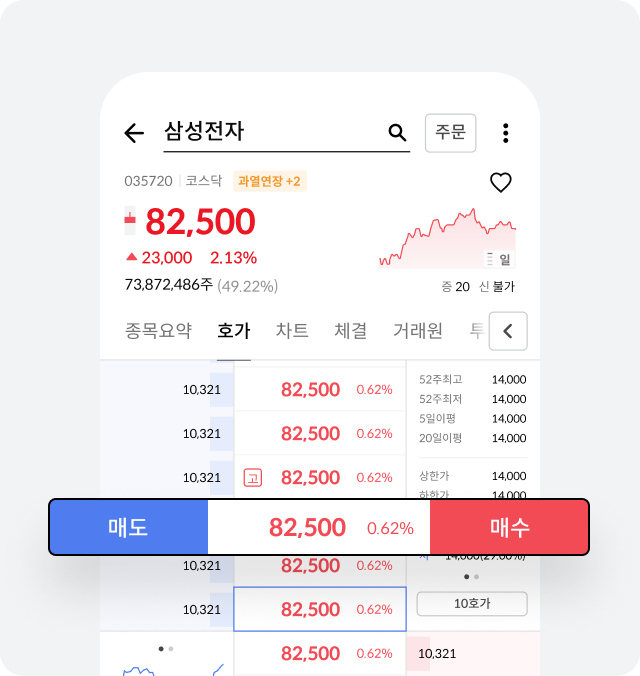 삼성전자 주문
035720 코스닥 과열연장 +2
82,500
23,000 2.13%
일
73,872,486주 (49.22%) 증 20 신 불가
종목요약 호가 차트 체결 거래원
10,321 82,500 0.62% 52주최고 14,000
52주최저 14,000
10,321 82,500 0.62% 5일이평 14,000
20일이평 14,000
10,321 고 82,500 0.62% 상한가 14,000
하한가 14,000
매도 82,500 0.62% 매수
14,000(29.00%)
10,321 82,500 0.62%
10,321 82,500 0.62% 10호가
82,500 0.62% 10,321